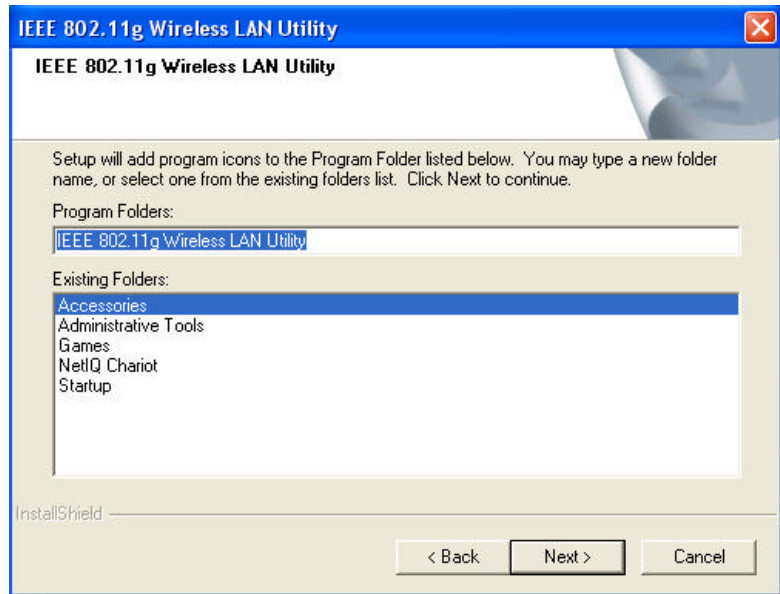 IEEE 802.11g Wireless LAN Utility
IEEE 802.11g Wireless LAN Utility
Setup will add program icons to the Program Folder listed below. You may type a new folder
name, or select one from the existing folders list. Click Next to continue.
Program Folders:
IEEE 802.11g Wireless LAN Utility
Existing Folders:
Accessories
Administrative Tools
Games
NetIQ Chariot
Startup
InstallShield
< Back Next > Cancel